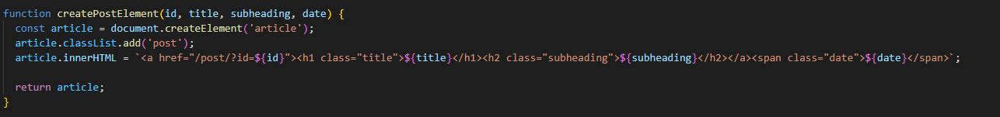 function createPostElement(id, title, subheading, date) {
  const article = document.createElement('article');
  article.classList.add('post');
  article.innerHTML = `<a href="/post/?id=${id}"><h1 class="title">${title}</h1><h2 class="subheading">${subheading}</h2></a><span class="date">${date}</span>`;

  return article;
}